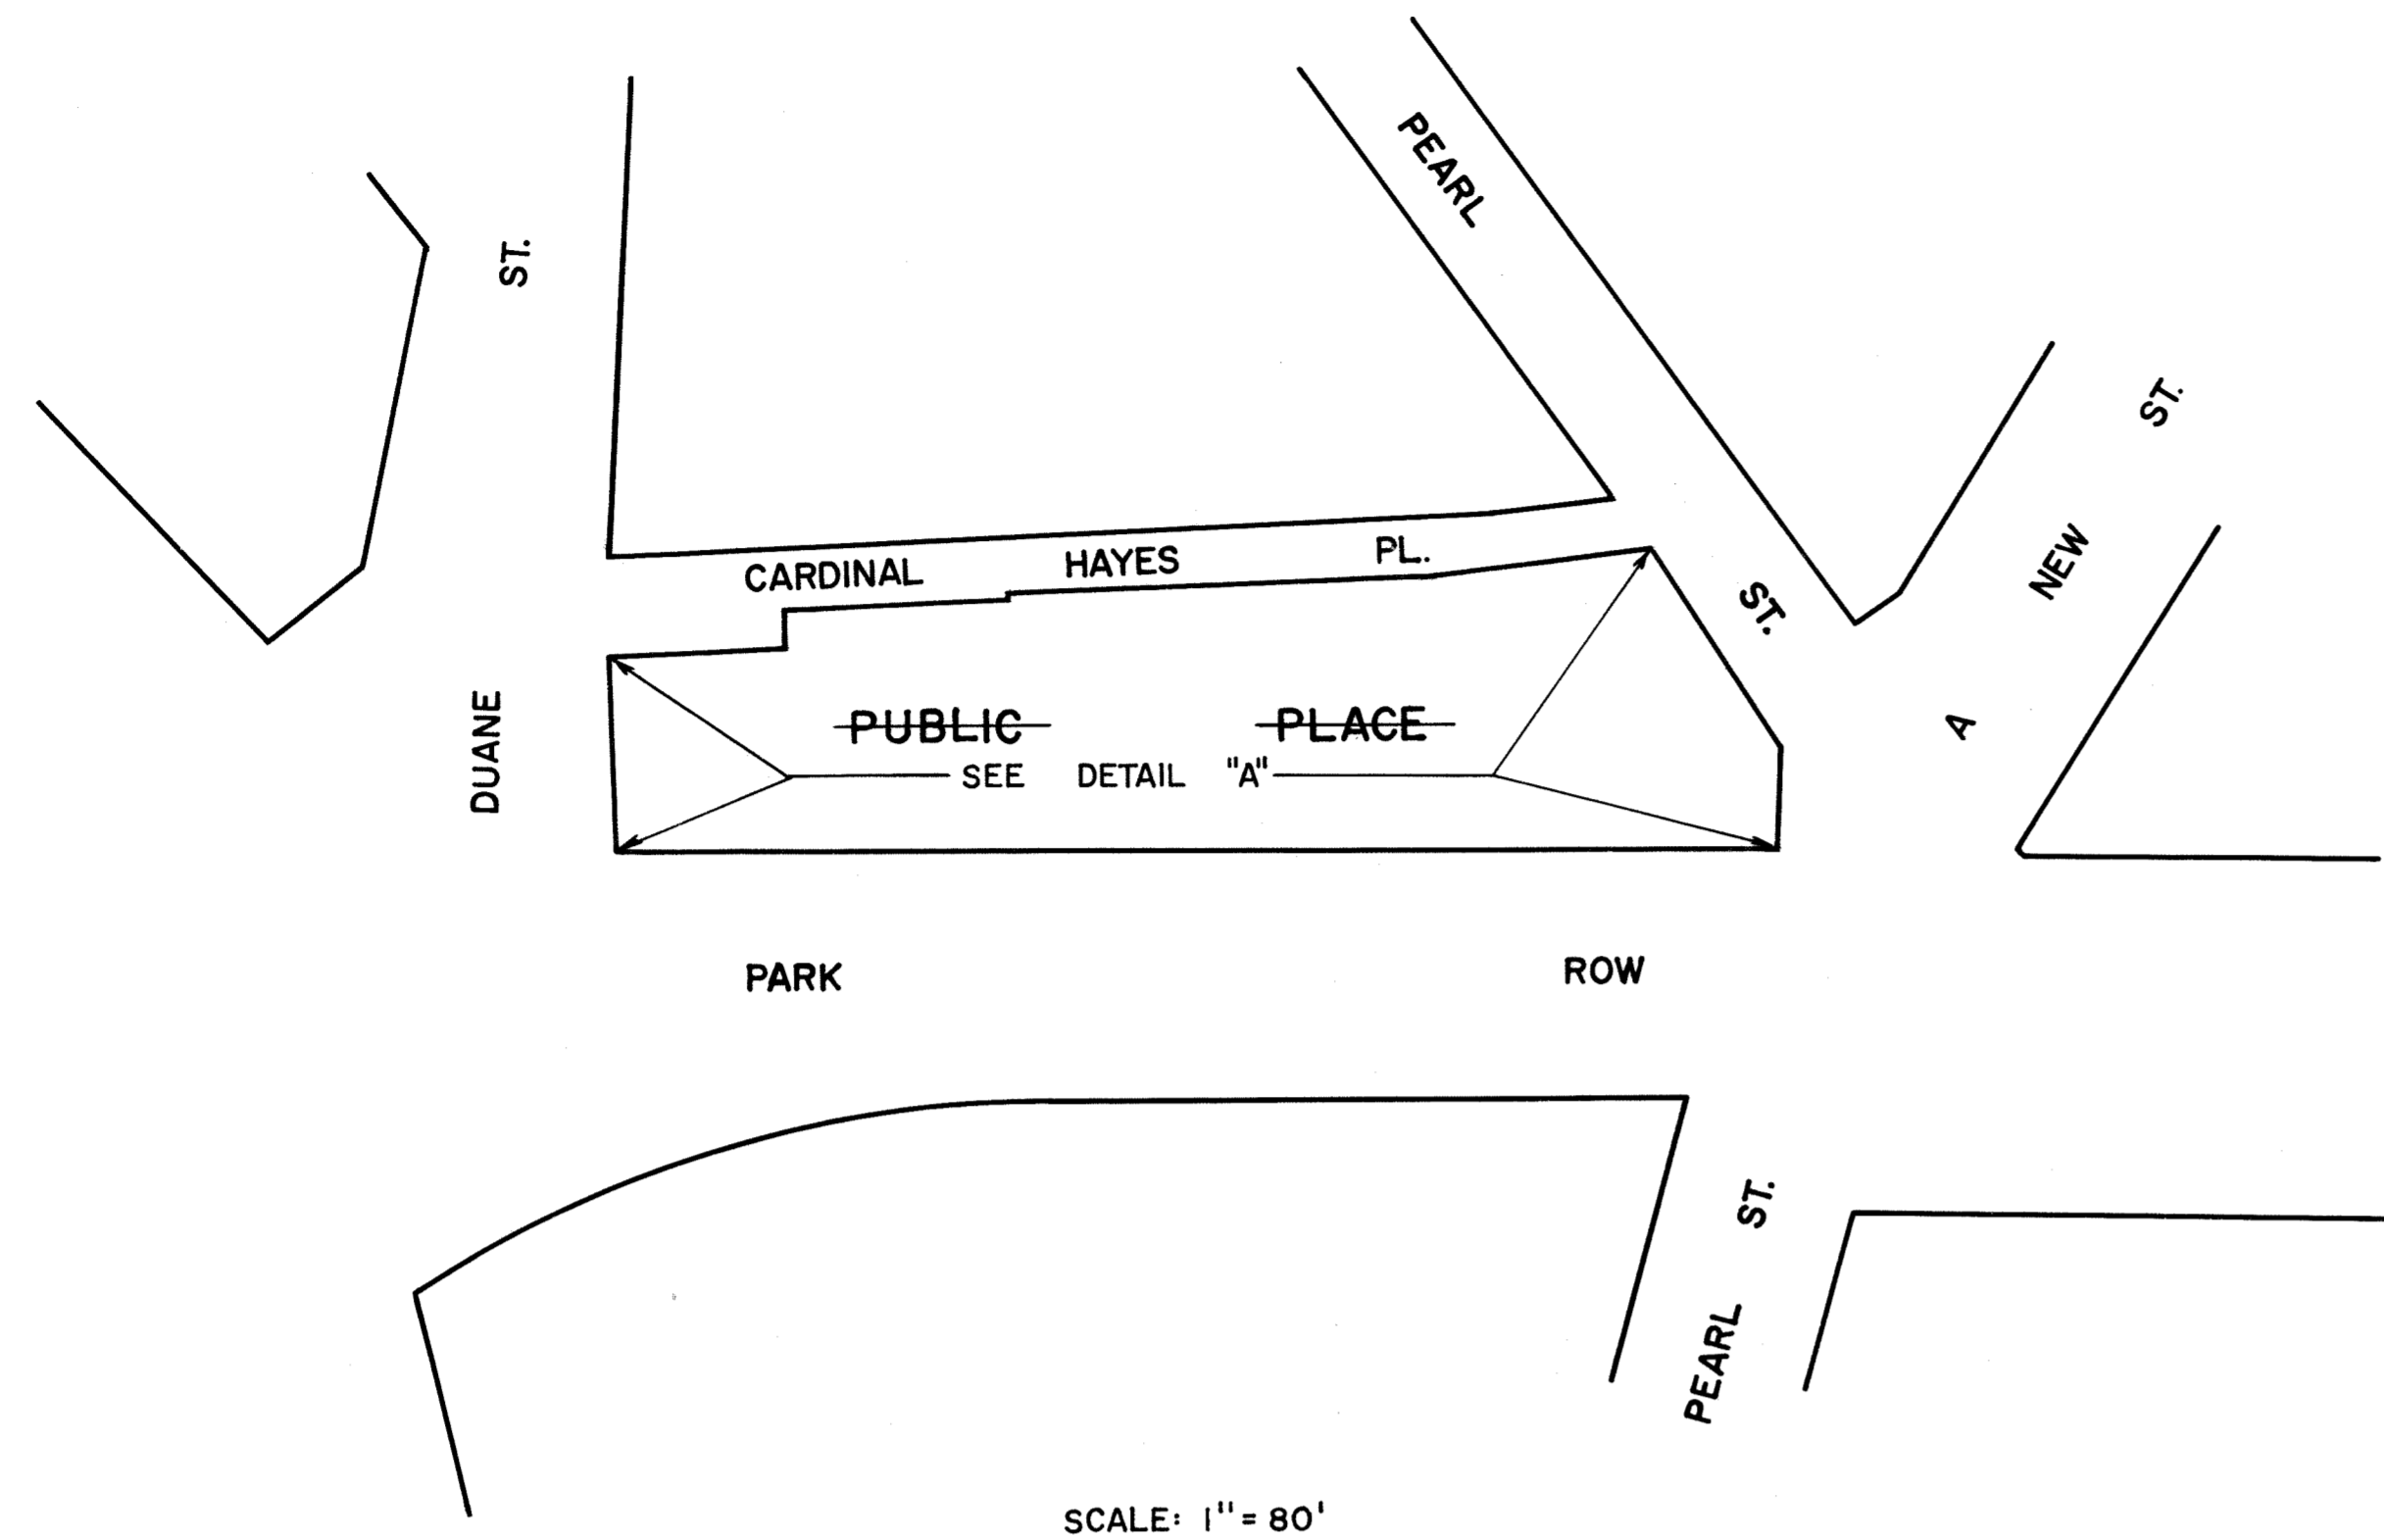 PEARL
ST.
ST.
CARDINAL HAYES PL.
ST.
NEW
A
DUANE
PUBLIC PLACE
SEE DETAIL "A"
PARK ROW
PEARL ST.
SCALE: 1" = 80'